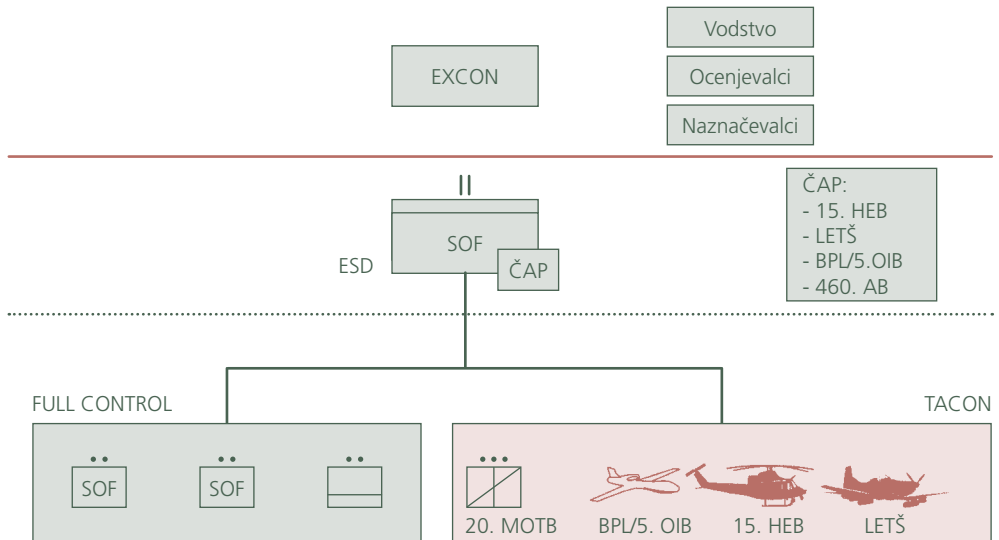 EXCON
Vodstvo
Ocenjevalci
Naznačevalci
ČAP:
- 15. HEB
- LETŠ
- BPL/5.OIB
- 460. AB
SOF
ESD
ČAP
FULL CONTROL
TACON
SOF
SOF
20. MOTB
BPL/5. OIB
15. HEB
LETŠ